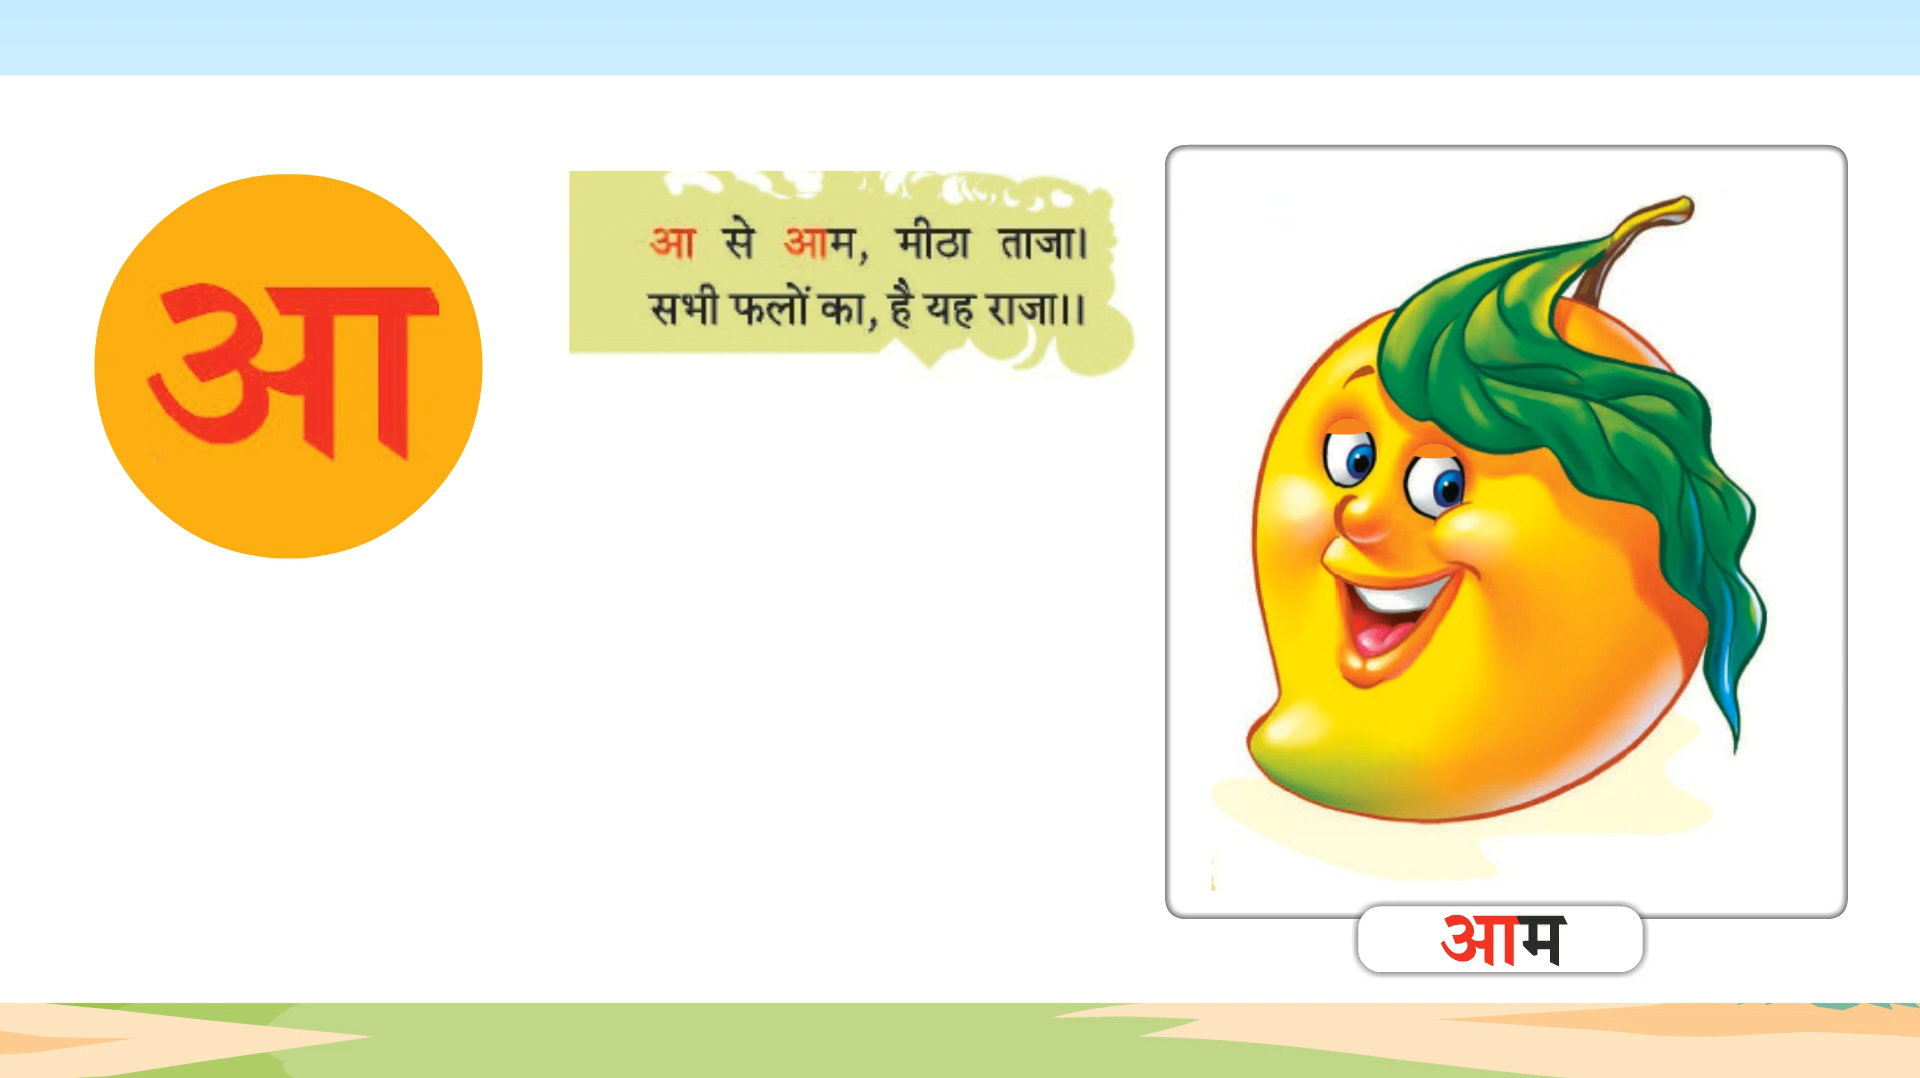 आ
आ से आम, मीठा ताजा।
सभी फलों का, है यह राजा।।
आम